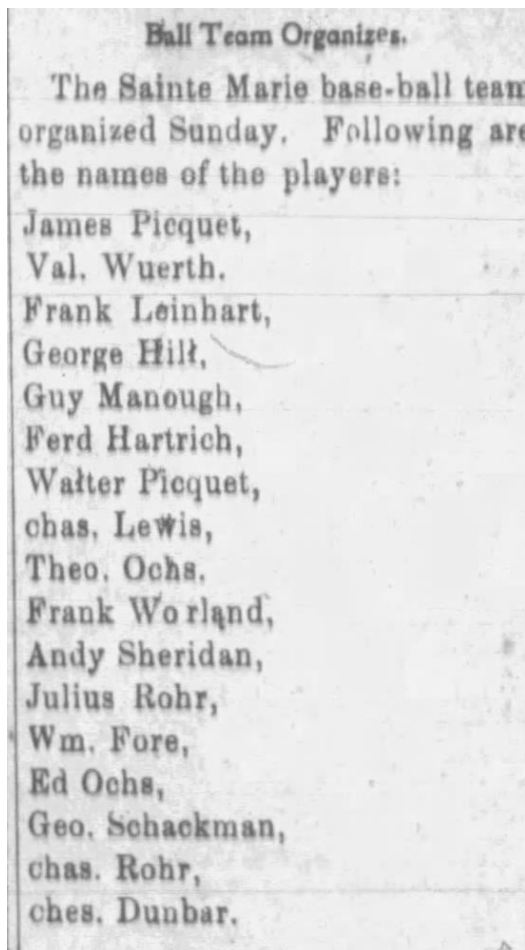 Ball Team Organizes.
The Sainte Marie base-ball team
organized Sunday. Following are
the names of the players:
James Picquet,
Val. Wuerth.
Frank Leinhart,
George Hill,
Guy Manough,
Ferd Hartrich,
Walter Picquet,
chas. Lewis,
Theo. Ochs.
Frank Worland,
Andy Sheridan,
Julius Rohr,
Wm. Fore,
Ed Ochs,
Geo. Schackman,
chas. Rohr,
ches. Dunbar.